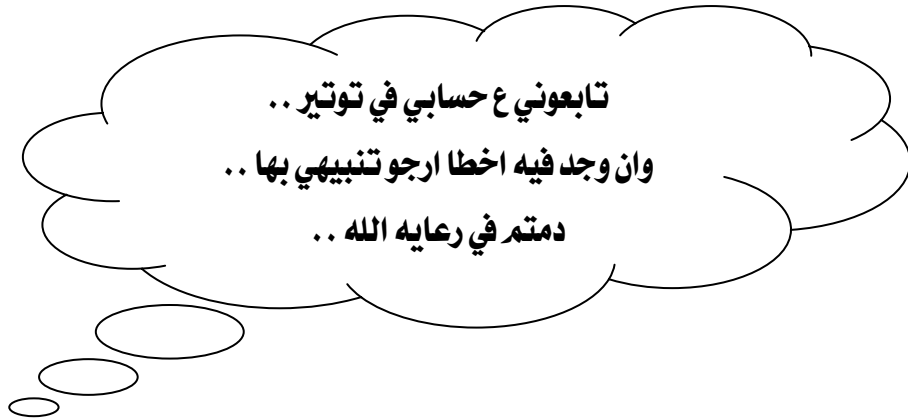 تابعوني ع حسابي في توتير ..
وان وجد فيه اخطا ارجو تنبيهي بها ..
دمتم في رعايه الله ..